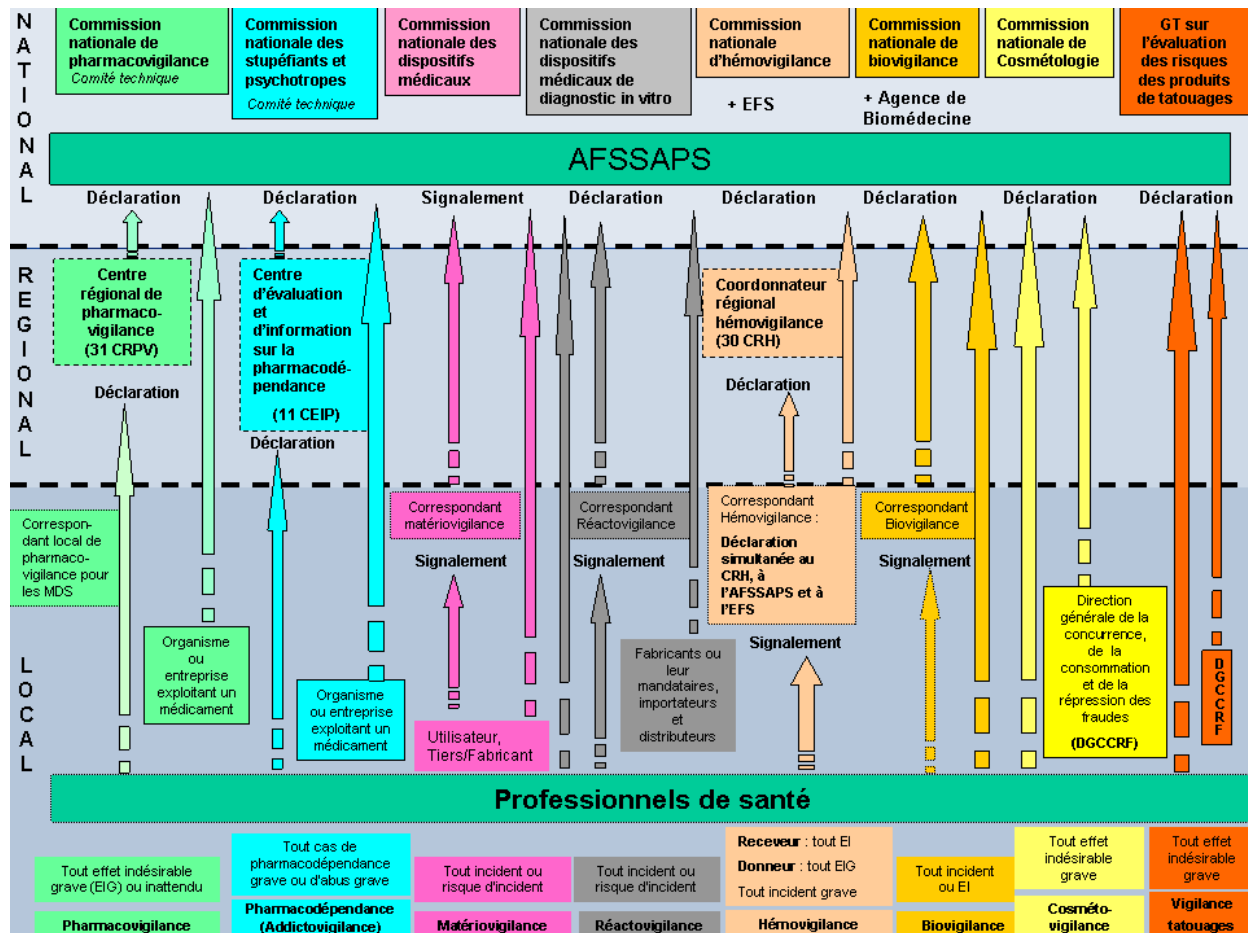 NATIONAL
Commission
nationale de
pharmacovigilance
Comité technique
Commission
nationale des
stupéfiants et
psychotropes
Comité technique
Commission
nationale des
dispositifs
médicaux
Commission
nationale des
dispositifs
médicaux de
diagnostic in vitro
Commission
nationale
d'hémovigilance
+ EFS
Commission
nationale de
biovigilance
+ Agence de
Biomédecine
Commission
nationale de
Cosmétologie
GT sur
l'évaluation
des risques
des produits
de tatouages
AFSSAPS
Déclaration
Déclaration
Signalement
Déclaration
Déclaration
Déclaration
Déclaration
Déclaration
REGIONAL
Centre
régional de
pharmaco-
vigilance
(31 CRPV)
Déclaration
Centre
d'évaluation
et
d'information
sur la
pharmacodé-
pendance
(11 CEIP)
Déclaration
Coordonnateur
régional
hémovigilance
(30 CRH)
Déclaration
LOCAL
Correspon-
dant local de
pharmaco-
vigilance pour
les MDS
Organisme
ou
entreprise
exploitant un
médicament
Organisme
ou entreprise
exploitant un
médicament
Correspondant
matériovigilance
Signalement
Utilisateur,
Tiers/Fabricant
Correspondant
Réactovigilance
Signalement
Fabricants ou
leur
mandataires,
importateurs
et
distributeurs
Correspondant
Hémovigilance :
Déclaration
simultanée au
CRH, à
l'AFSSAPS et à
l'EFS
Signalement
Correspondant
Biovigilance
Signalement
Direction
générale de la
concurrence,
de la
consommation
et de la
répression des
fraudes
(DGCCRF)
DGCCRF
Professionnels de santé
Tout effet indésirable
grave (EIG) ou inattendu
Pharmacovigilance
Tout cas de
pharmacodépendance
grave ou d'abus grave
Pharmacodépendance
(Addictovigilance)
Tout incident ou
risque d'incident
Matériovigilance
Tout incident ou
risque d'incident
Réactovigilance
Receveur : tout EI
Donneur : tout EIG
Tout incident grave
Hémovigilance
Tout incident
ou EI
Biovigilance
Tout effet
indésirable
grave
Cosméto-
vigilance
Tout effet
indésirable
grave
Vigilance
tatouages